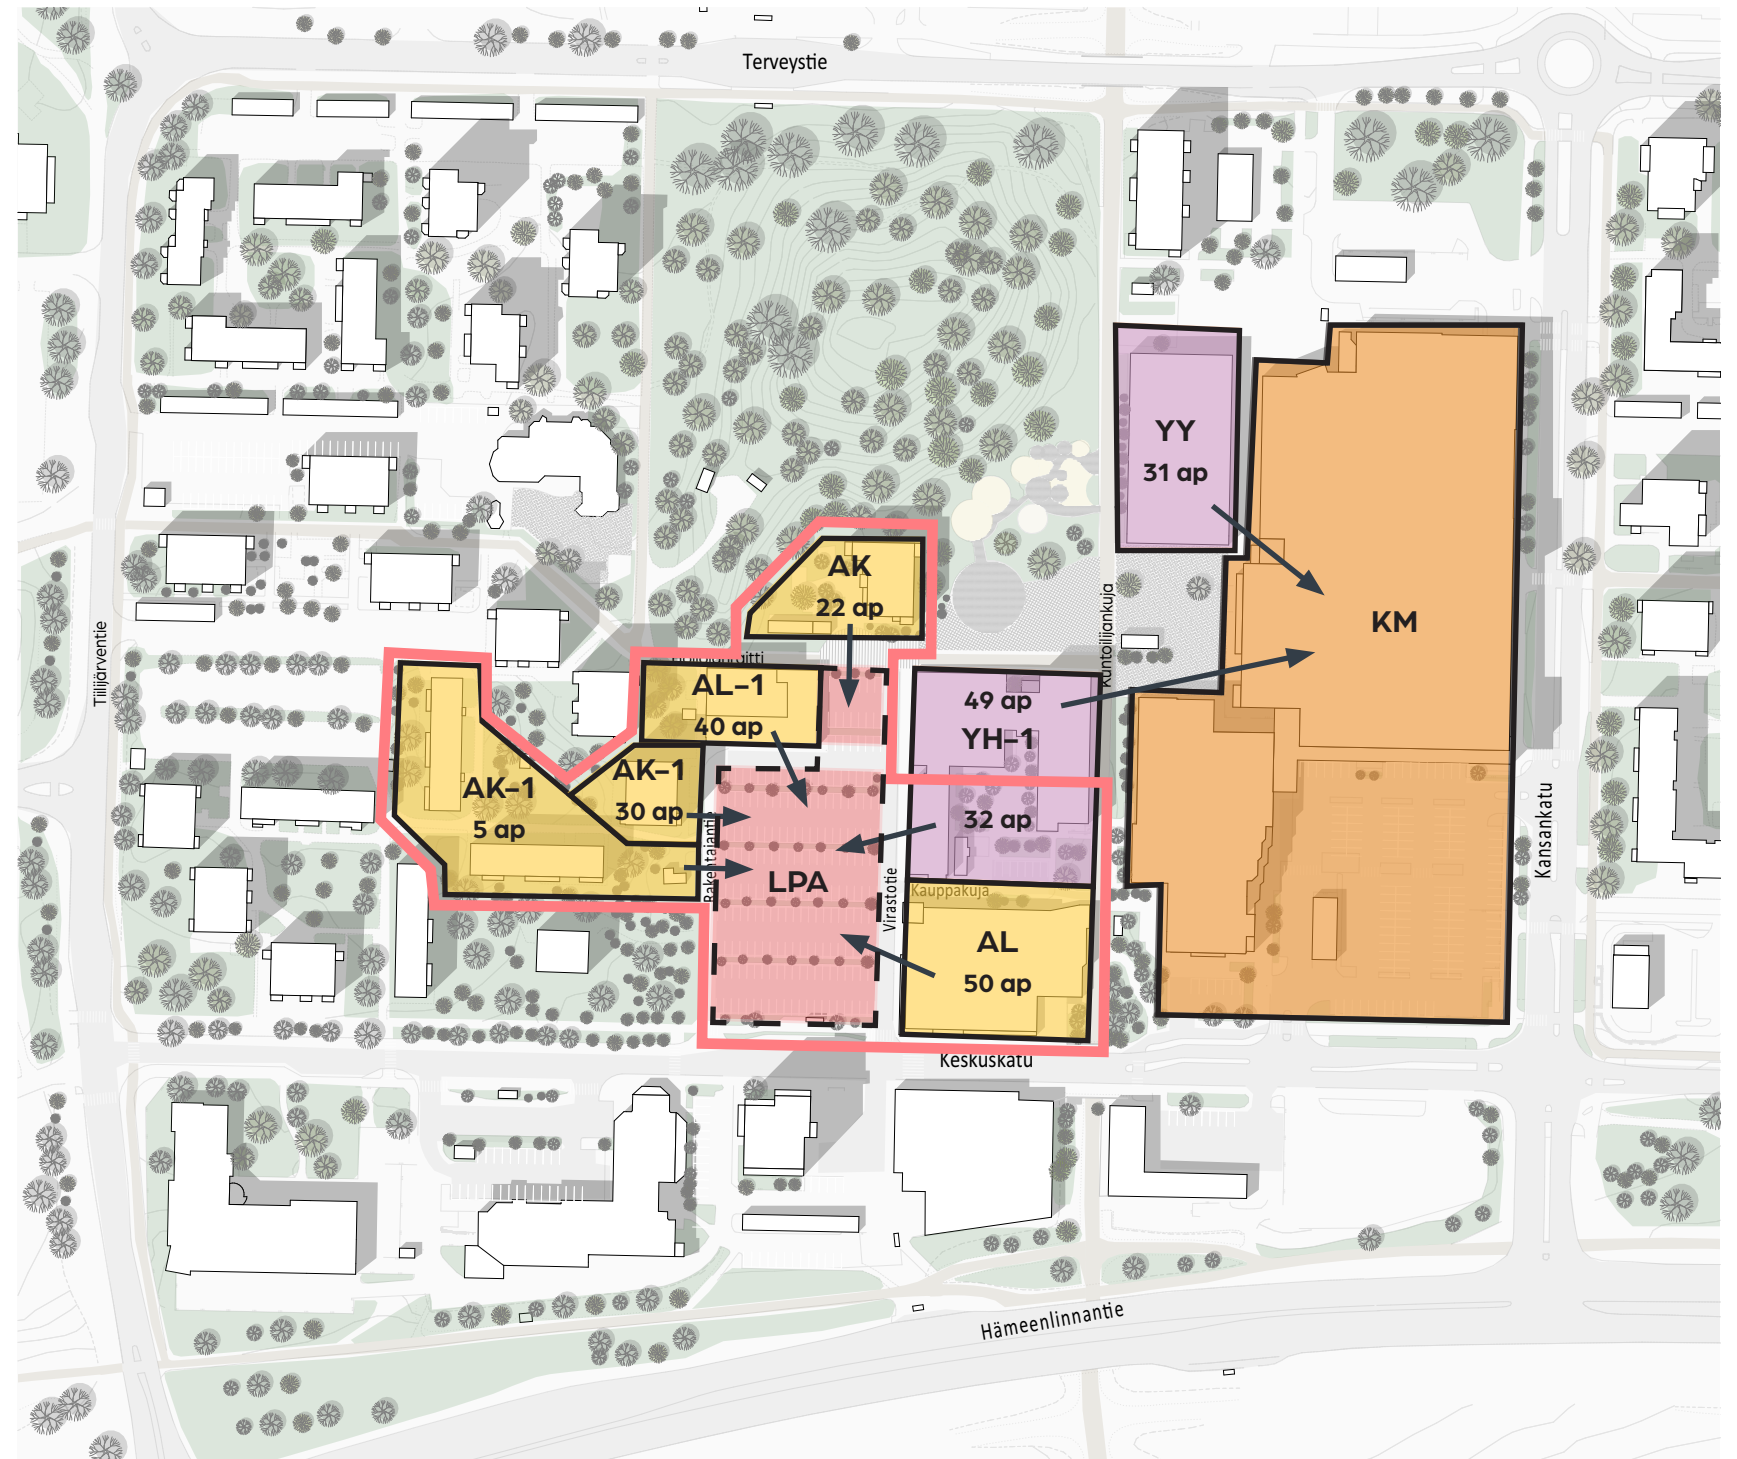 Terveystie
YY
31 ap
AK
22 ap
KM
Kuntoilijankuja
Tiilijärventie
AL-1
40 ap
49 ap
YH-1
AK-1
30 ap
AK-1
5 ap
32 ap
Rakentajantie
LPA
Virastotie
Kauppakuja
Kansankatu
AL
50 ap
Keskuskatu
Hämeenlinnantie